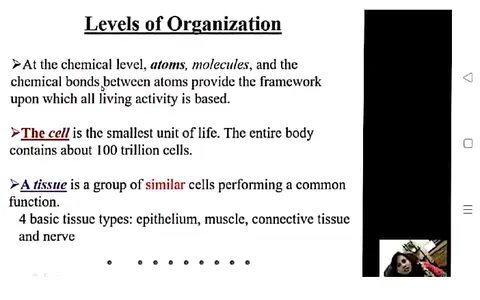 Levels of Organization
➢At the chemical level, atoms, molecules, and the
chemical bonds between atoms provide the framework
upon which all living activity is based.
➢The cell is the smallest unit of life. The entire body
contains about 100 trillion cells.
➢A tissue is a group of similar cells performing a common
function.
4 basic tissue types: epithelium, muscle, connective tissue
and nerve